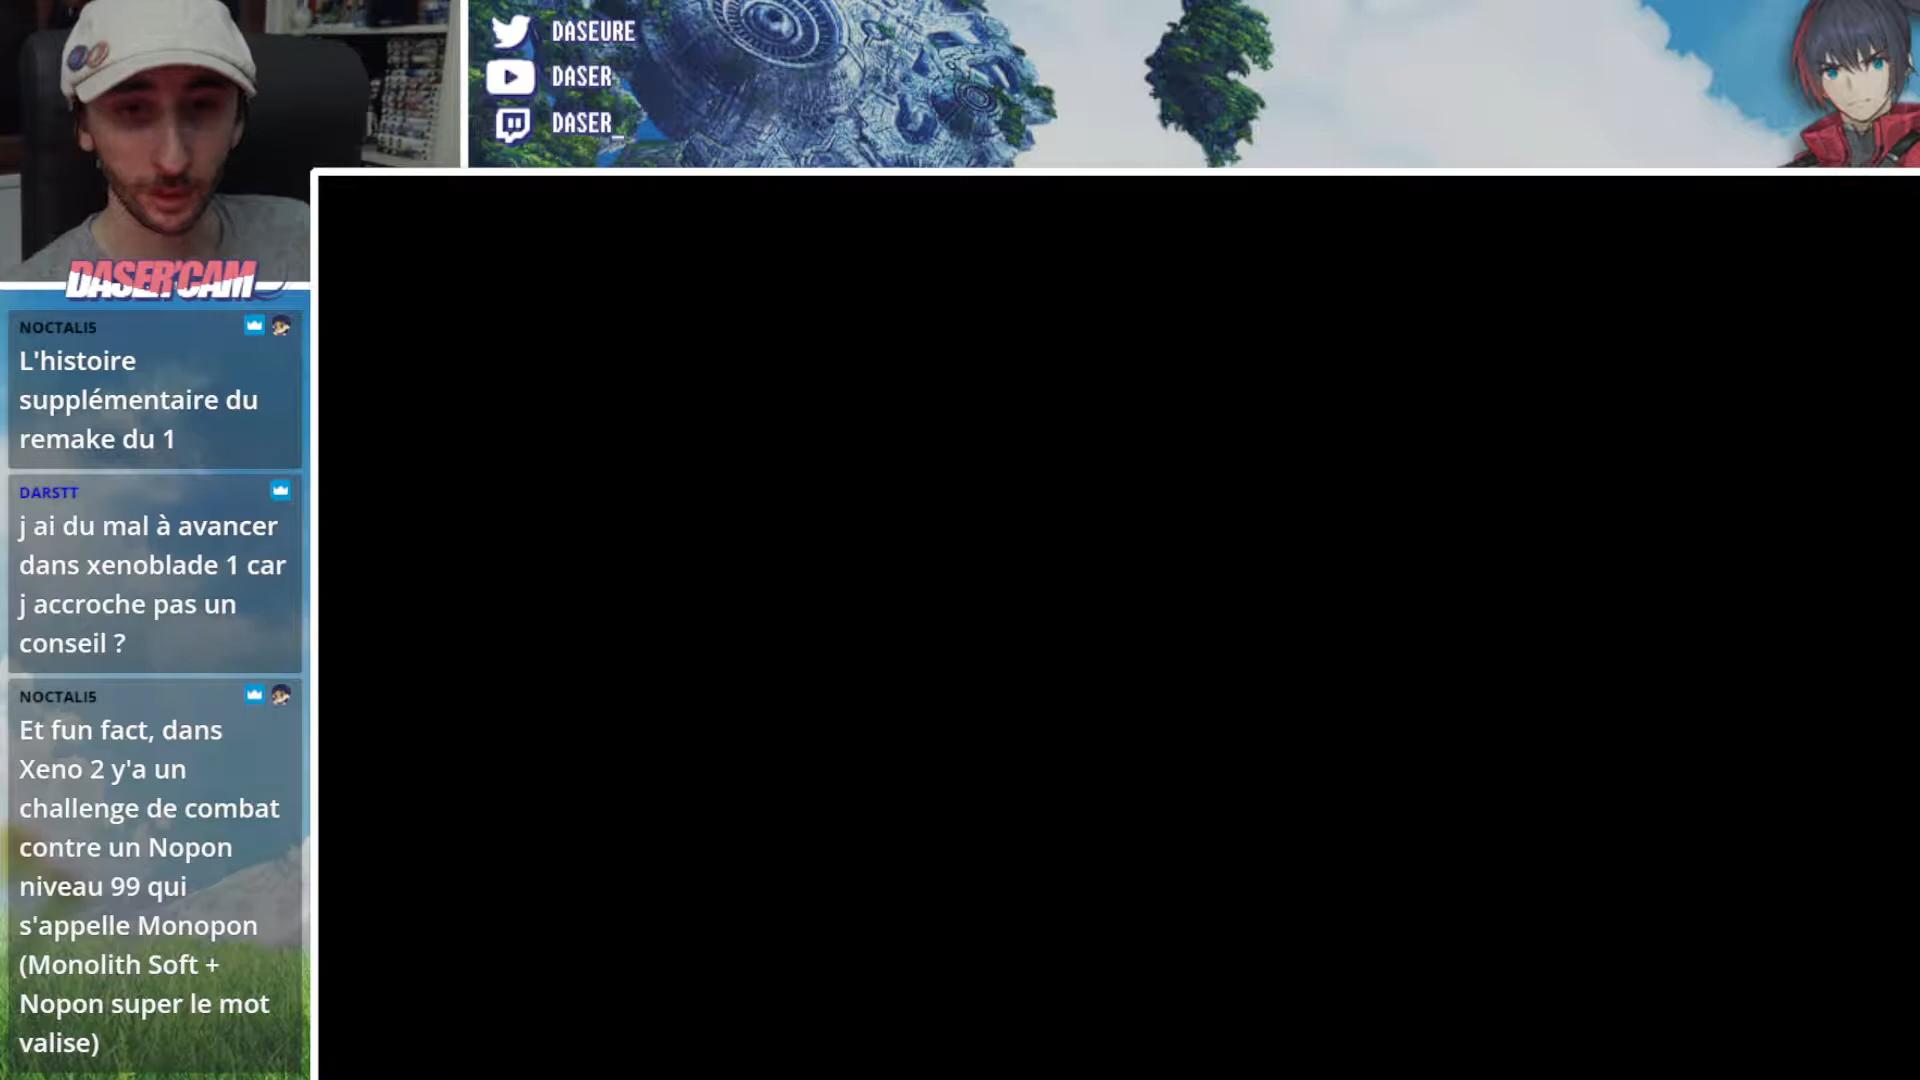 DASEURE
DASER
DASER_
DASER'CAM
NOCTALI5
L'histoire
supplémentaire du
remake du 1
DARSTT
j ai du mal à avancer
dans xenoblade 1 car
j accroche pas un
conseil ?
NOCTALI5
Et fun fact, dans
Xeno 2 y'a un
challenge de combat
contre un Nopon
niveau 99 qui
s'appelle Monopon
(Monolith Soft +
Nopon super le mot
valise)